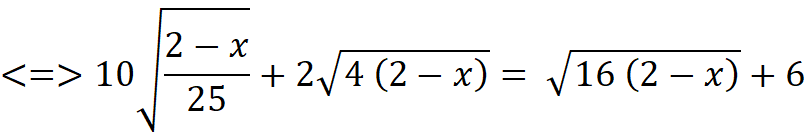 <=> 10√((2 − x)/25) + 2√(4 (2 − x)) = √(16 (2 − x)) + 6